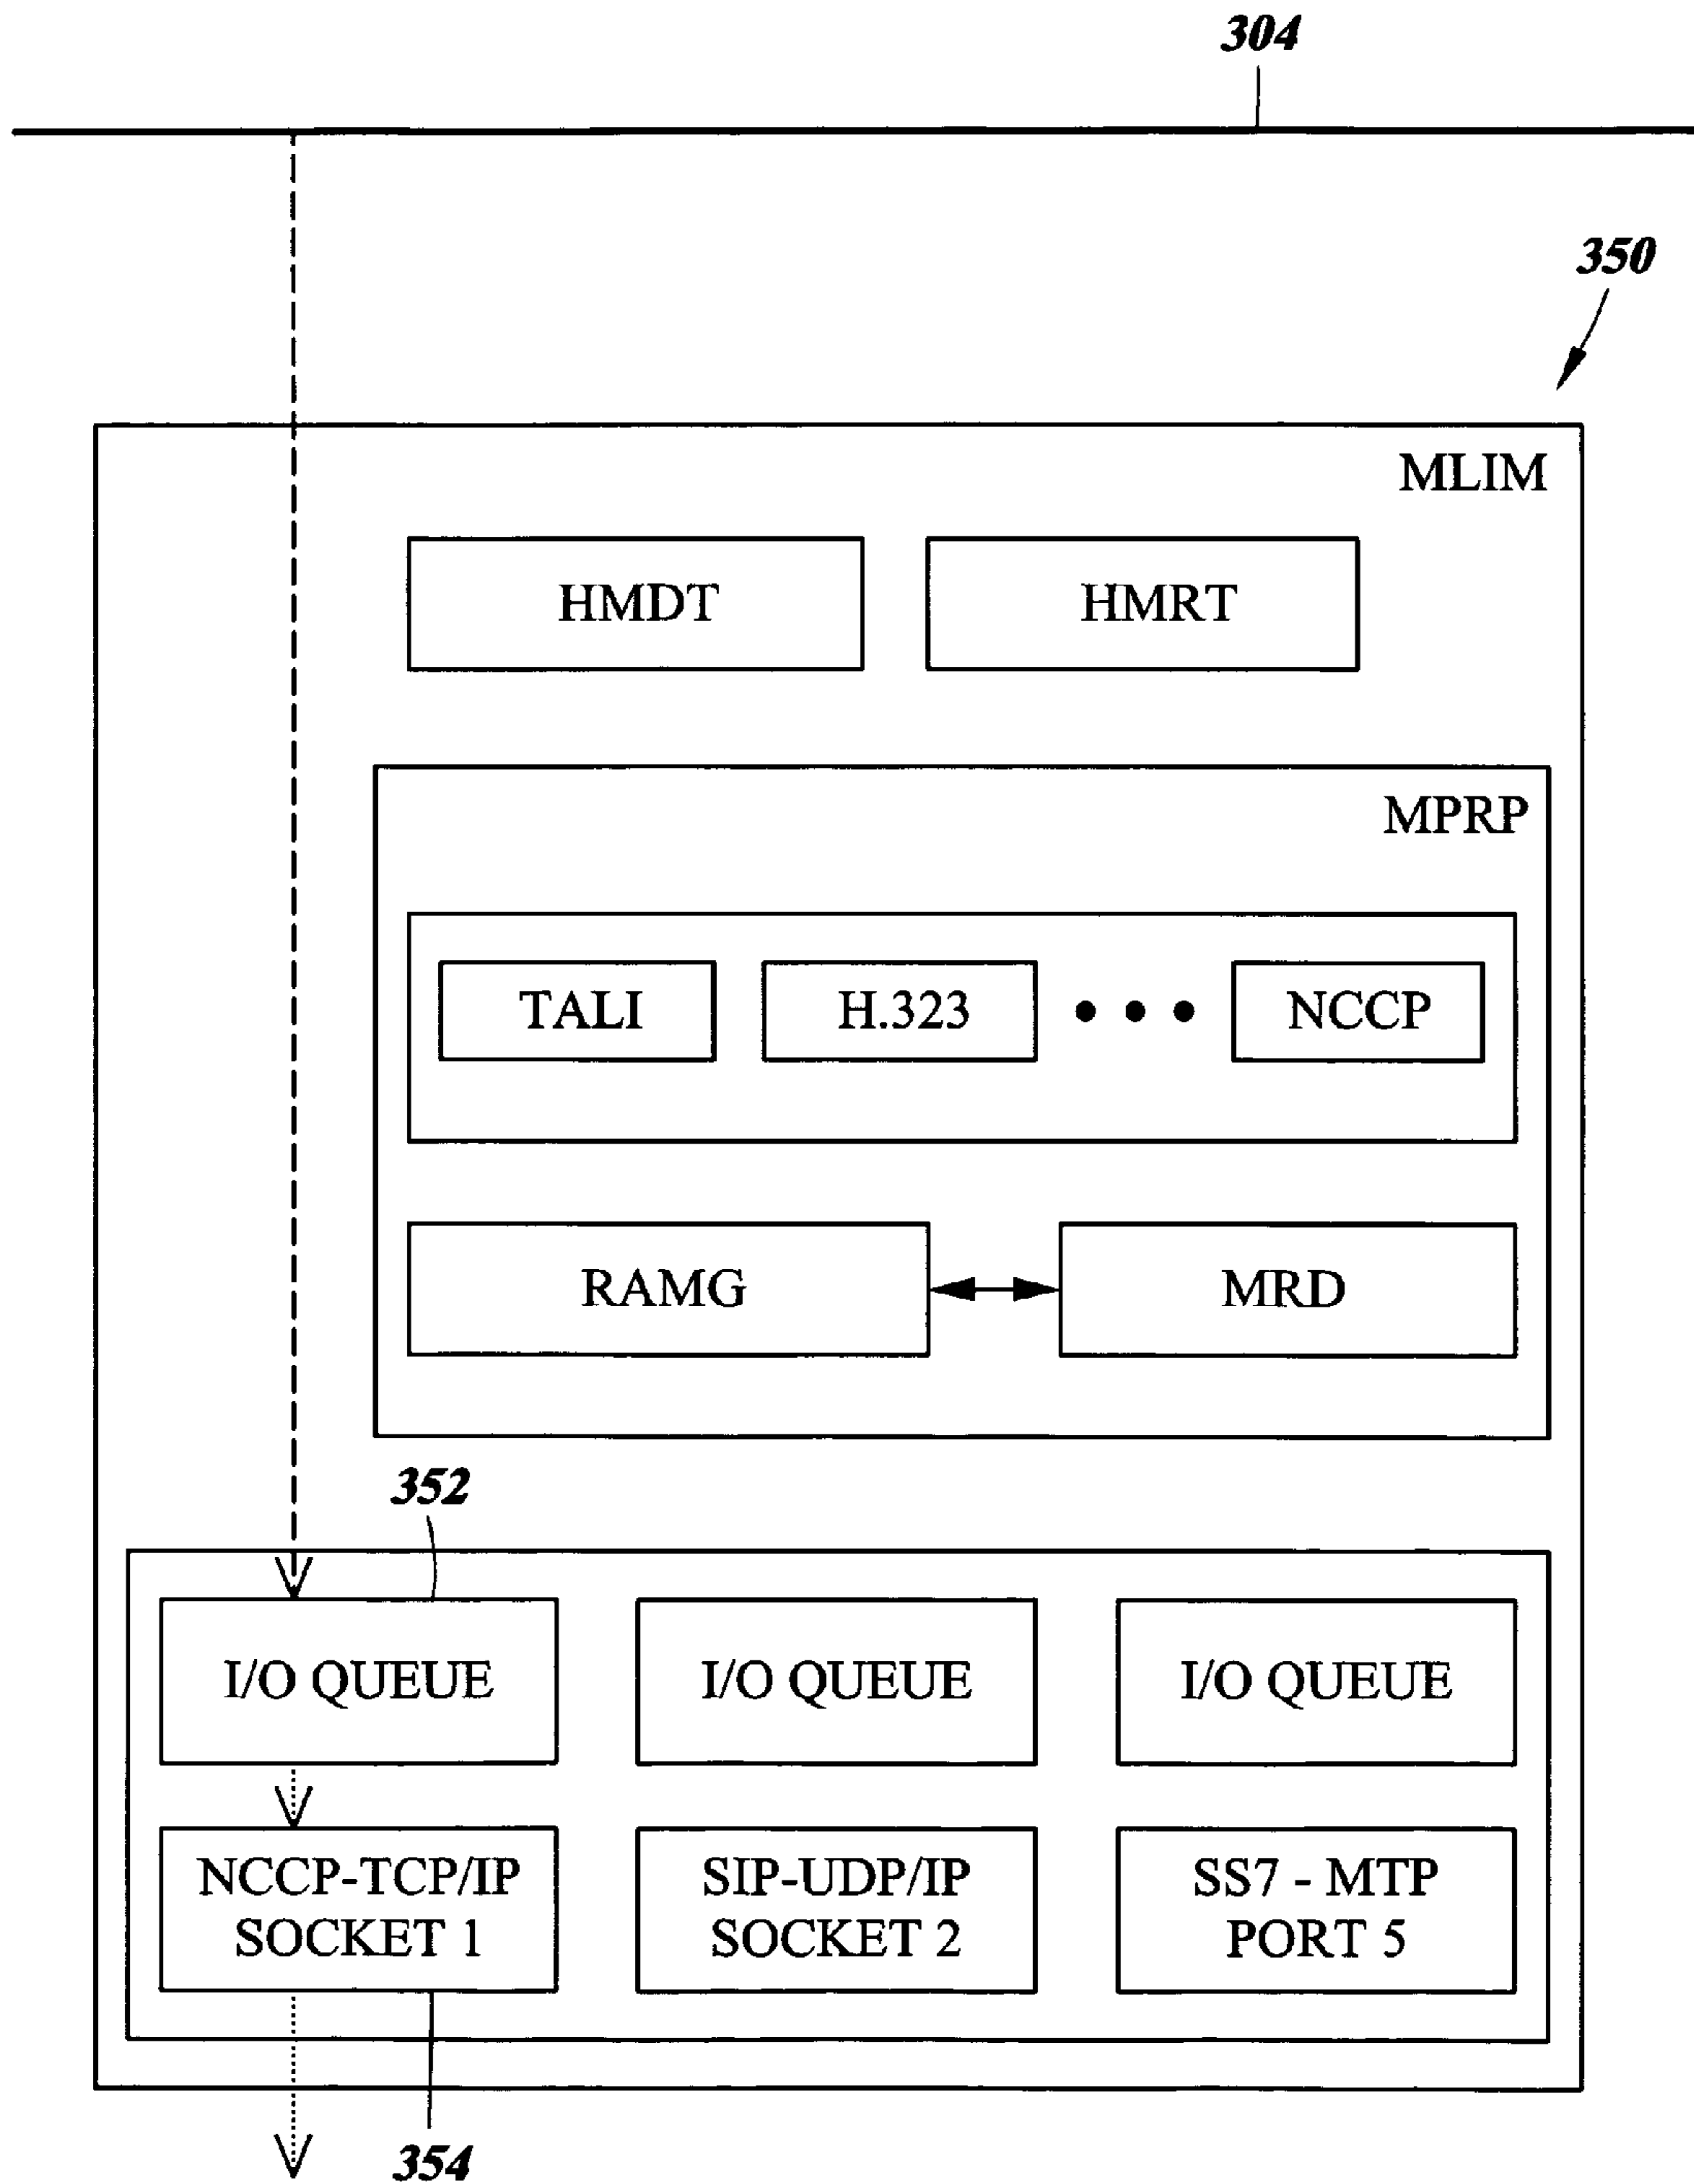 304
350
MLIM
HMDT
HMRT
MPRP
TALI
H.323
• • •
NCCP
RAMG
MRD
352
I/O QUEUE
I/O QUEUE
I/O QUEUE
NCCP-TCP/IP
SOCKET 1
SIP-UDP/IP
SOCKET 2
SS7 - MTP
PORT 5
354